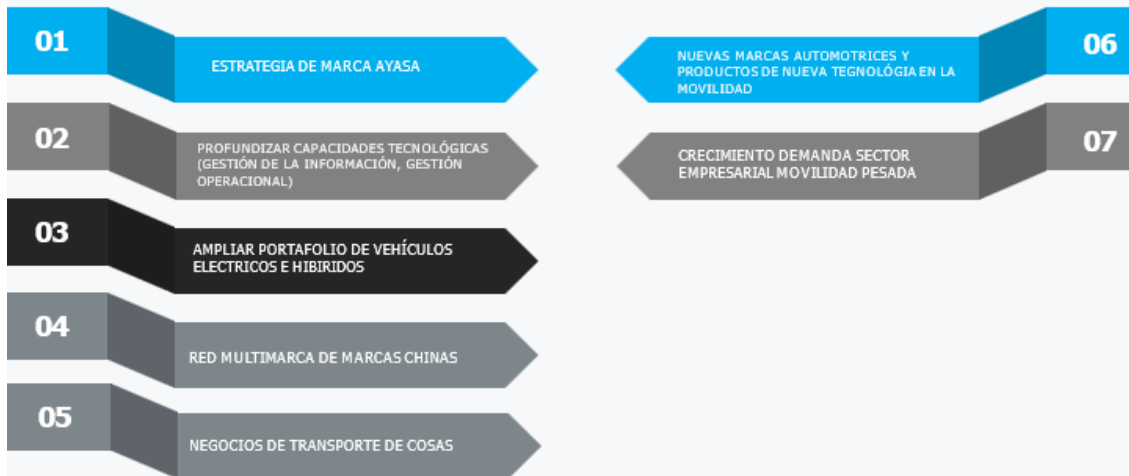 01
ESTRATEGIA DE MARCA AYASA
02
PROFUNDIZAR CAPACIDADES TECNOLÓGICAS
(GESTIÓN DE LA INFORMACIÓN, GESTIÓN
OPERACIONAL)
03
AMPLIAR PORTAFOLIO DE VEHÍCULOS
ELECTRICOS E HIBIRIDOS
04
RED MULTIMARCA DE MARCAS CHINAS
05
NEGOCIOS DE TRANSPORTE DE COSAS
06
NUEVAS MARCAS AUTOMOTRICES Y
PRODUCTOS DE NUEVA TEGNOLÓGIA EN LA
MOVILIDAD
07
CRECIMIENTO DEMANDA SECTOR
EMPRESARIAL MOVILIDAD PESADA